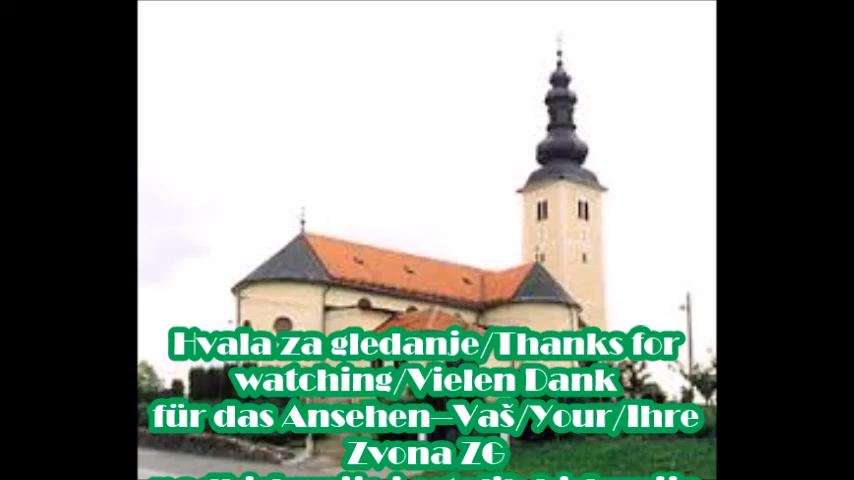 Hvala za gledanje/Thanks for
watching/Vielen Dank
für das Ansehen–Vaš/Your/Ihre
Zvona ZG